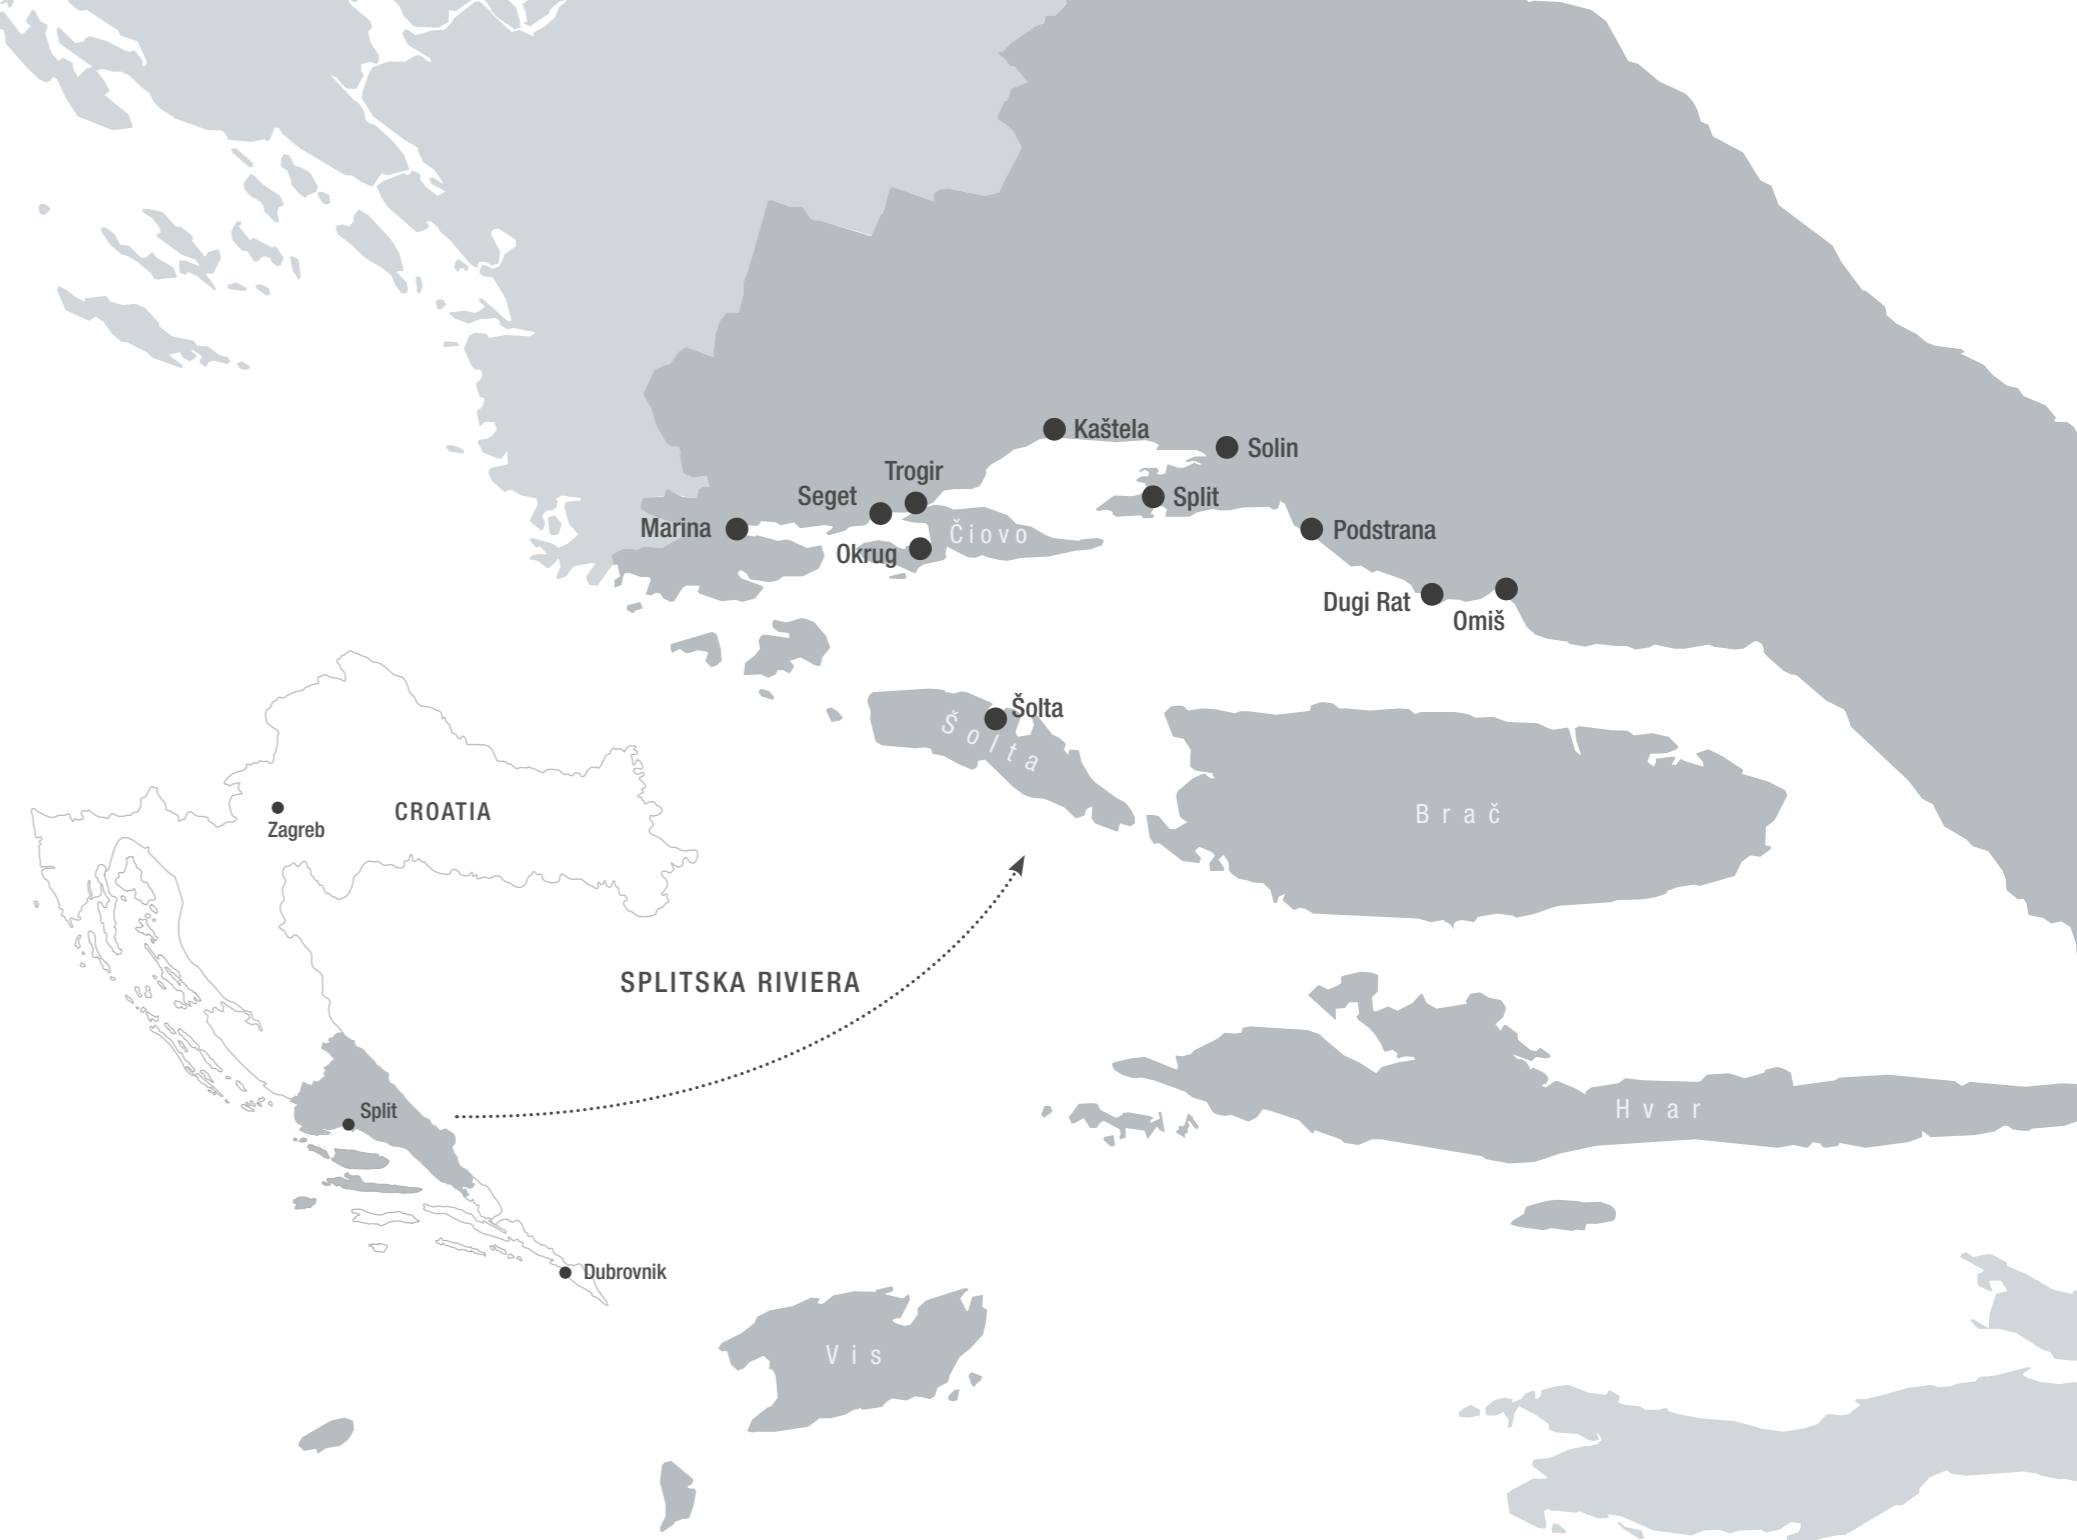 Kaštela
Solin
Trogir
Seget
Split
Marina
Čiovo
Podstrana
Okrug
Dugi Rat
Omiš
Šolta
Šolta
Brač
CROATIA
Zagreb
SPLITSKA RIVIERA
Split
Hvar
Dubrovnik
Vis